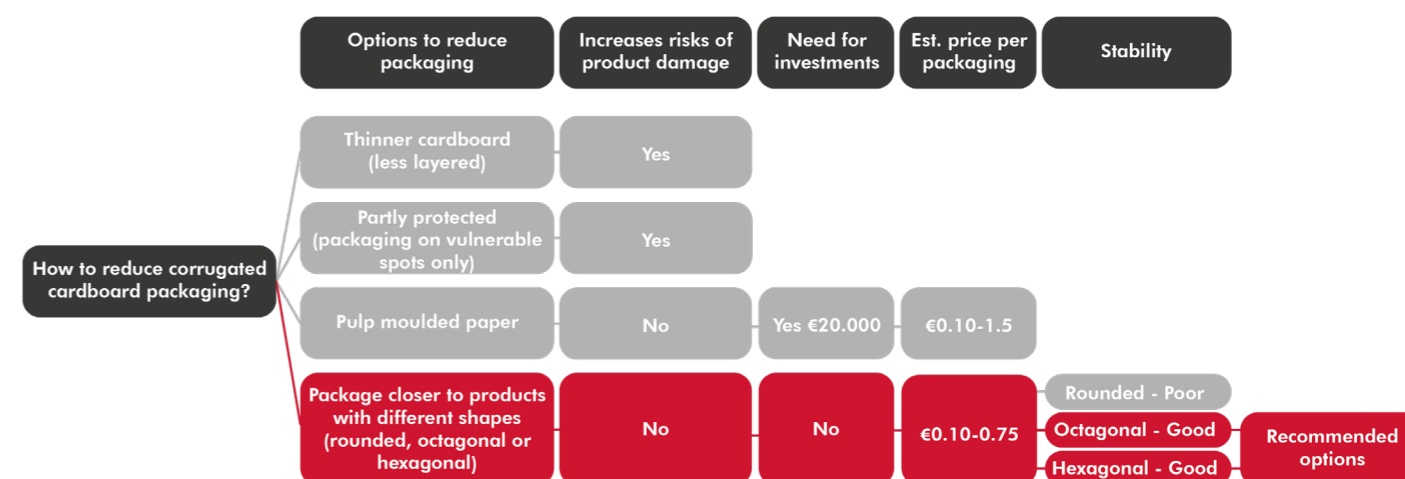 Options to reduce
packaging
Increases risks of
product damage
Need for
investments
Est. price per
packaging
Stability
How to reduce corrugated
cardboard packaging?
Thinner cardboard
(less layered)
Yes
Partly protected
(packaging on vulnerable
spots only)
Yes
Pulp moulded paper
No
Yes €20.000
€0.10-1.5
Package closer to products
with different shapes
(rounded, octagonal or
hexagonal)
No
No
€0.10-0.75
Rounded - Poor
Octagonal - Good
Hexagonal - Good
Recommended
options